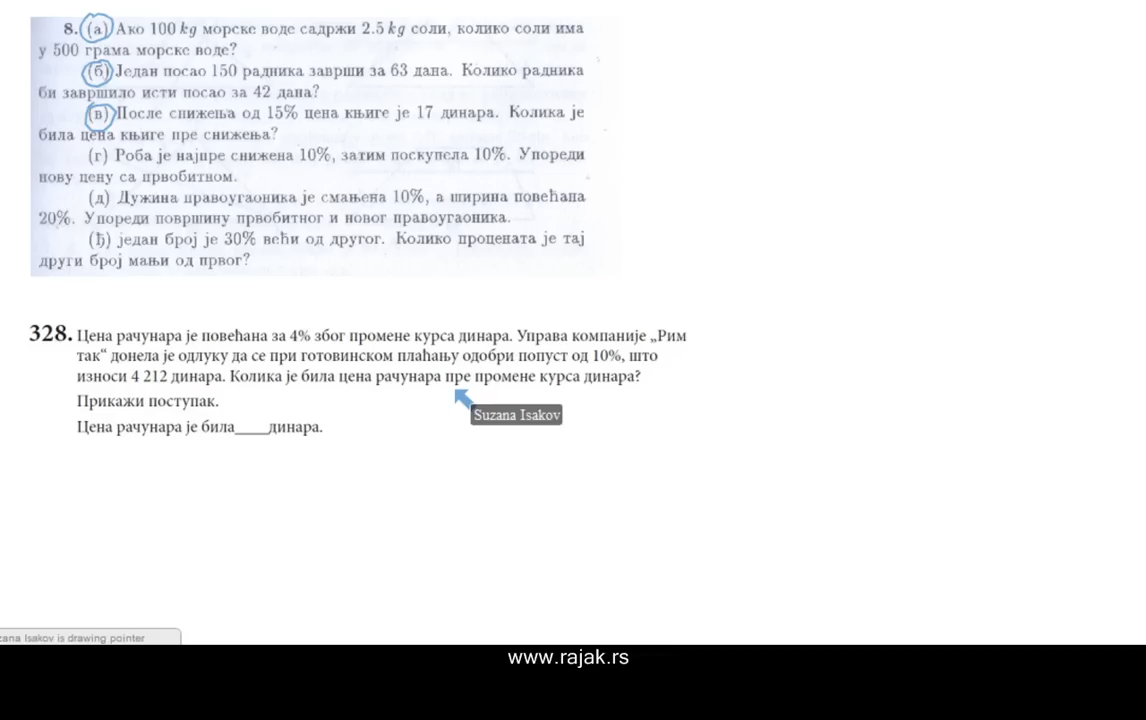 8. (а) Ако 100 kg морске воде садржи 2.5 kg соли, колико соли има
у 500 грама морске воде?
(б) Један посао 150 радника заврши за 63 дана. Колико радника
би завршило исти посао за 42 дана?
(в) После снижења од 15% цена књиге је 17 динара. Колика је
била цена књиге пре снижења?
(г) Роба је најпре снижена 10%, затим поскупела 10%. Упореди
нову цену са првобитном.
(д) Дужина правоугаоника је смањена 10%, а ширина повећана
20%. Упореди површину првобитног и новог правоугаоника.
(ђ) један број је 30% већи од другог. Колико процената је тај
други број мањи од првог?
328. Цена рачунара је повећана за 4% због промене курса динара. Управа компаније „Рим
так“ донела је одлуку да се при готовинском плаћању одобри попуст од 10%, што
износи 4 212 динара. Колика је била цена рачунара пре промене курса динара?
Suzana Isakov
Прикажи поступак.
Цена рачунара је била____динара.
zana Isakov is drawing pointer
www.rajak.rs